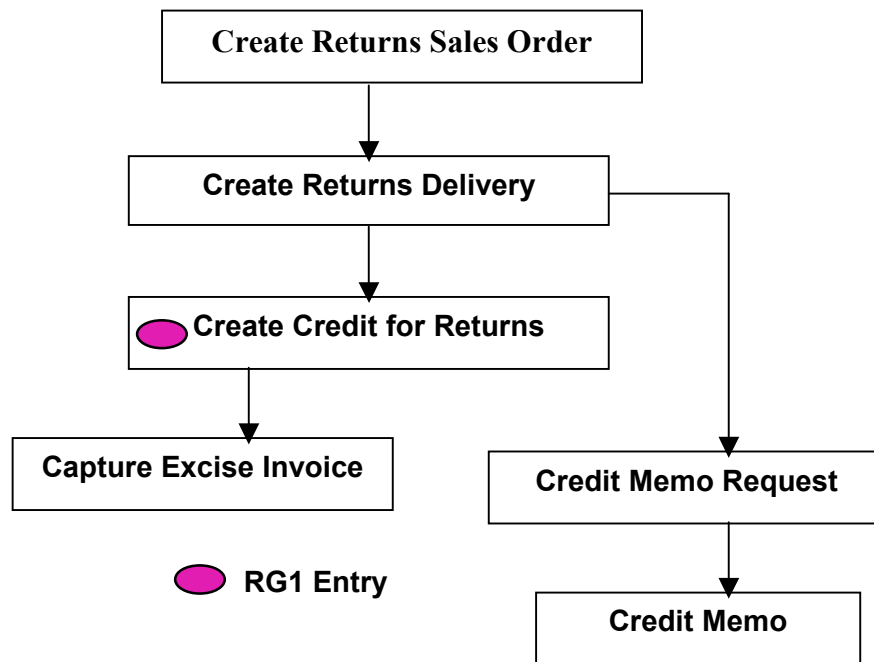 Create Returns Sales Order
Create Returns Delivery
Create Credit for Returns
Capture Excise Invoice
Credit Memo Request
RG1 Entry
Credit Memo